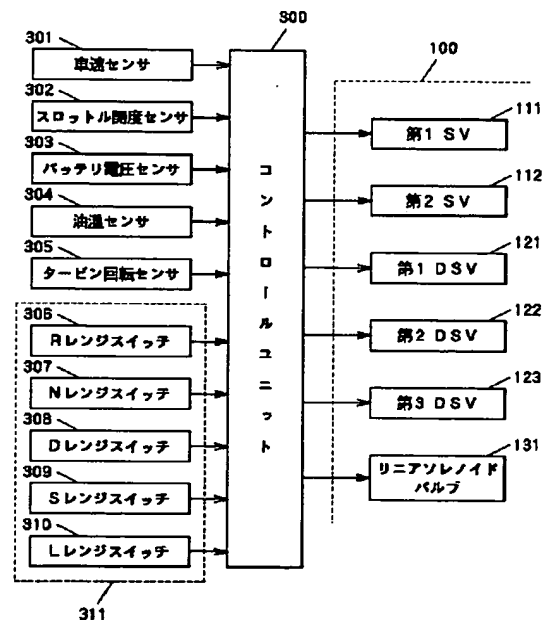 300
301
車速センサ
302
スロットル開度センサ
303
バッテリ電圧センサ
304
油温センサ
305
タービン回転センサ
306
Rレンジスイッチ
307
Nレンジスイッチ
308
Dレンジスイッチ
309
Sレンジスイッチ
310
Lレンジスイッチ
311
コントロールユニット
100
111
第1 SV
112
第2 SV
121
第1 DSV
122
第2 DSV
123
第3 DSV
131
リニアソレノイド
バルブ